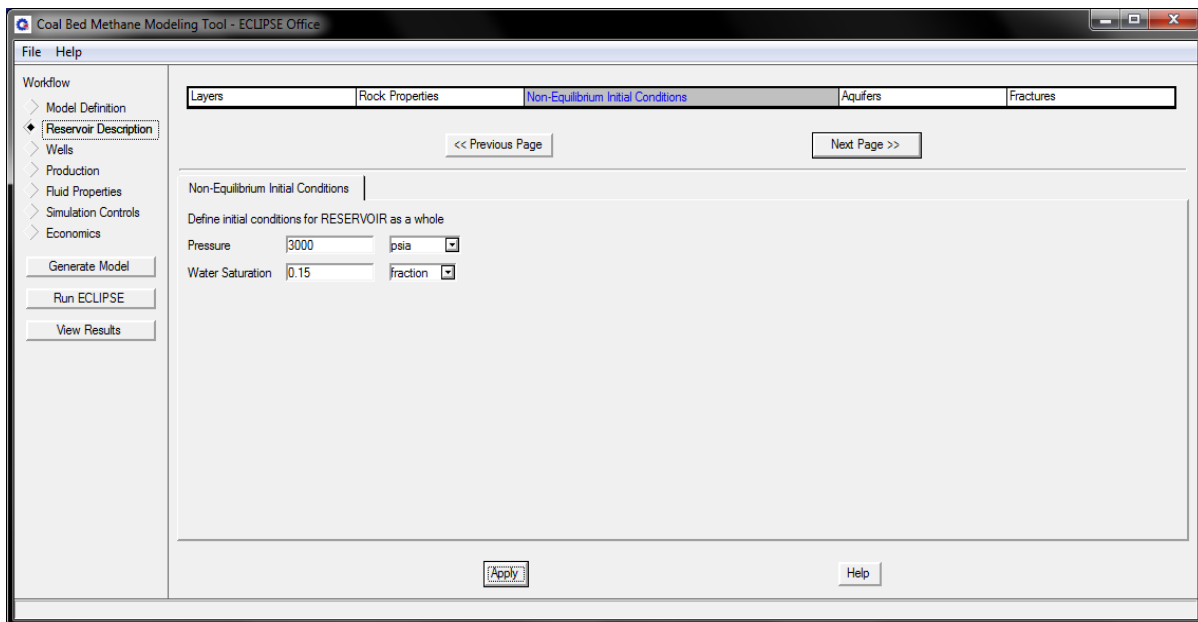 Coal Bed Methane Modeling Tool - ECLIPSE Office
File Help
Workflow
Model Definition
Reservoir Description
Wells
Production
Fluid Properties
Simulation Controls
Economics
Generate Model
Run ECLIPSE
View Results
Layers Rock Properties Non-Equilibrium Initial Conditions Aquifers Fractures
<< Previous Page Next Page >>
Non-Equilibrium Initial Conditions
Define initial conditions for RESERVOIR as a whole
Pressure 3000 psia
Water Saturation 0.15 fraction
Apply Help